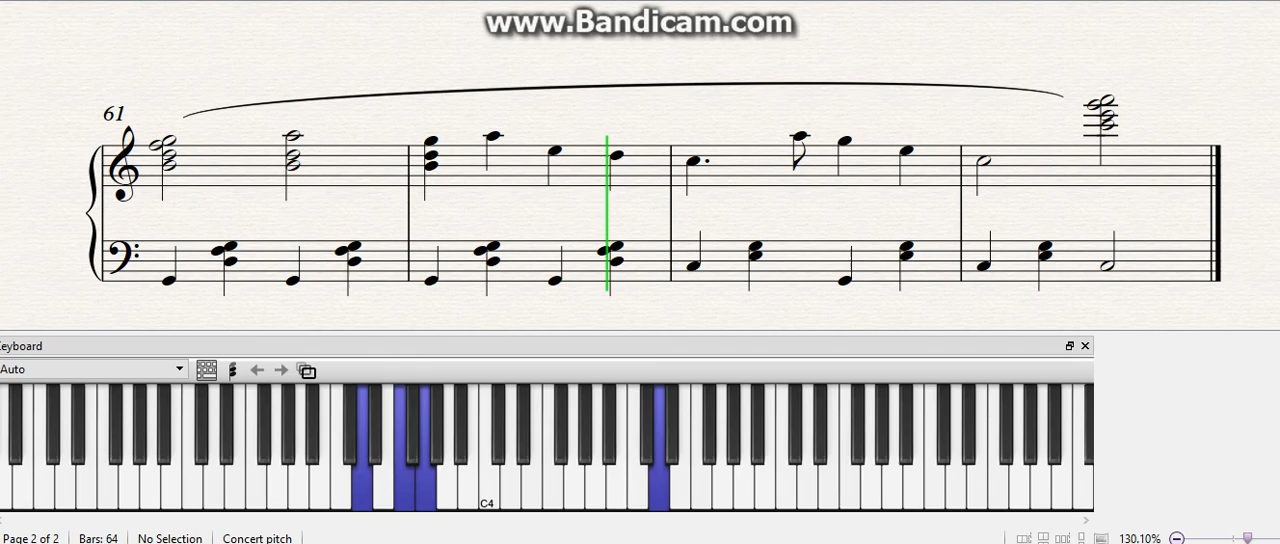 www.Bandicam.com
61
Keyboard
Auto
C4
Page 2 of 2 Bars: 64 No Selection Concert pitch 130.10%